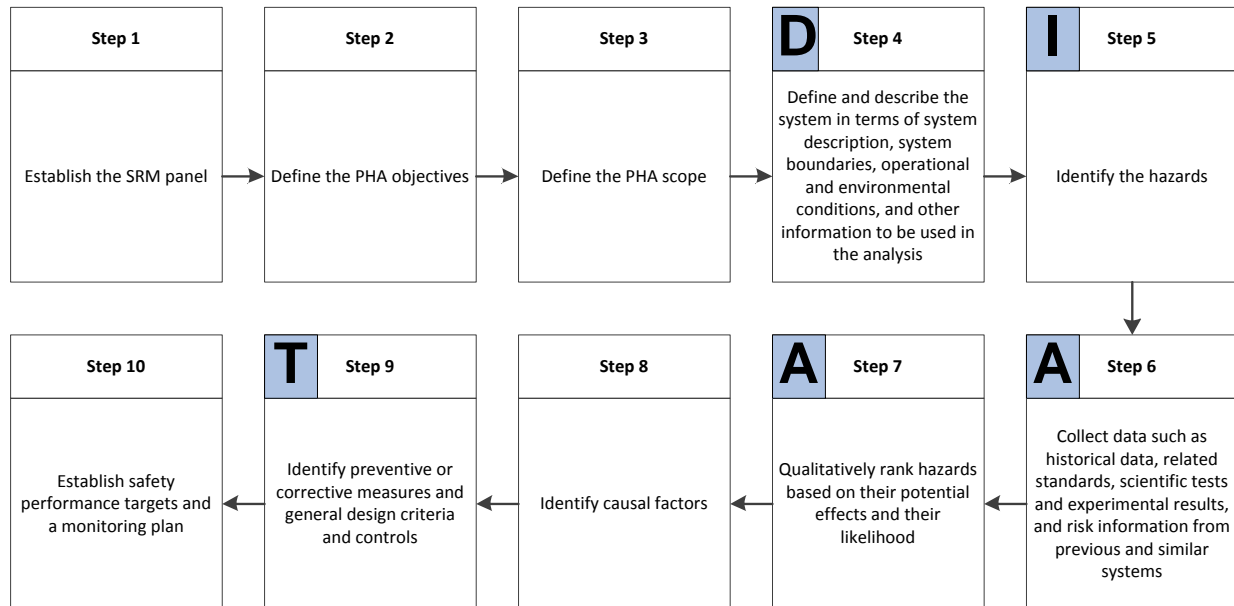 Step 1
Establish the SRM panel
Step 2
Define the PHA objectives
Step 3
Define the PHA scope
D
Step 4
Define and describe the
system in terms of system
description, system
boundaries, operational
and environmental
conditions, and other
information to be used in
the analysis
I
Step 5
Identify the hazards
A
Step 6
Collect data such as
historical data, related
standards, scientific tests
and experimental results,
and risk information from
previous and similar
systems
A
Step 7
Qualitatively rank hazards
based on their potential
effects and their
likelihood
Step 8
Identify causal factors
T
Step 9
Identify preventive or
corrective measures and
general design criteria
and controls
Step 10
Establish safety
performance targets and
a monitoring plan